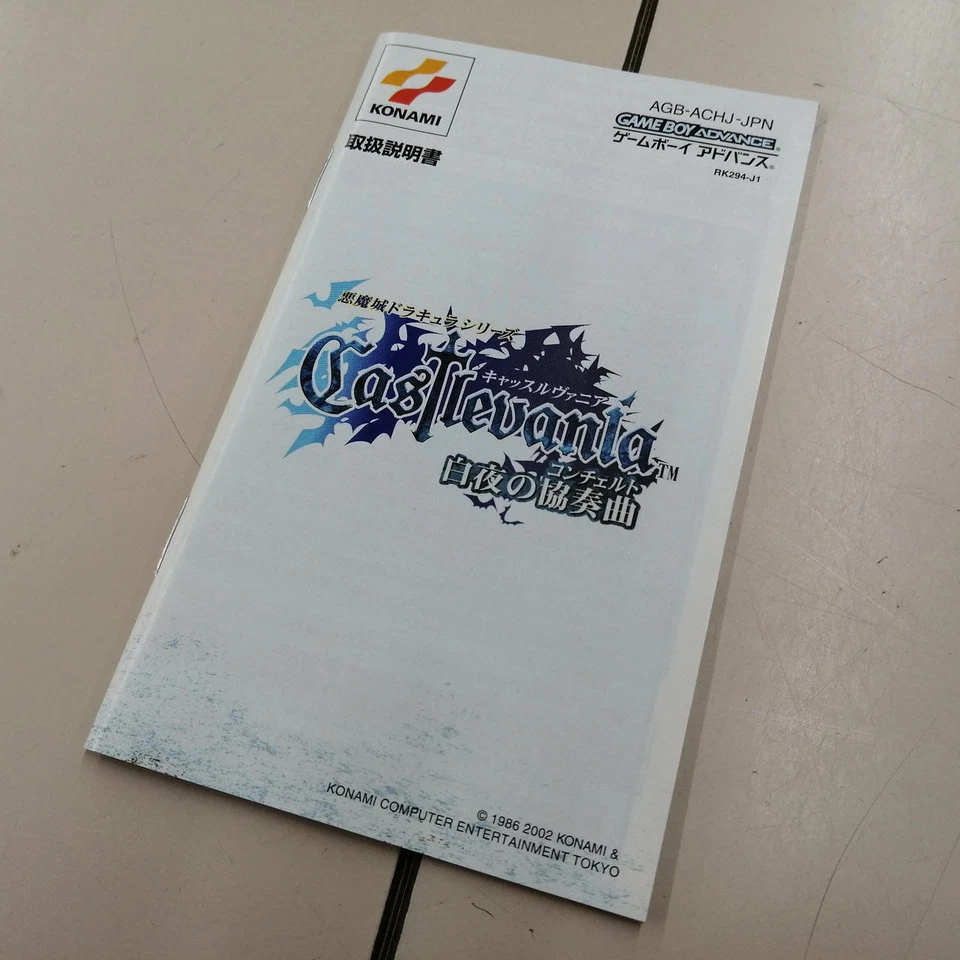 KONAMI
取扱説明書
AGB-ACHJ-JPN
GAME BOY ADVANCE
ゲームボーイ アドバンス®
RK294-J1
悪魔城ドラキュラシリーズ
キャッスルヴァニア
Castlevania™
コンチェルト
白夜の協奏曲
© 1986 2002 KONAMI &
KONAMI COMPUTER ENTERTAINMENT TOKYO